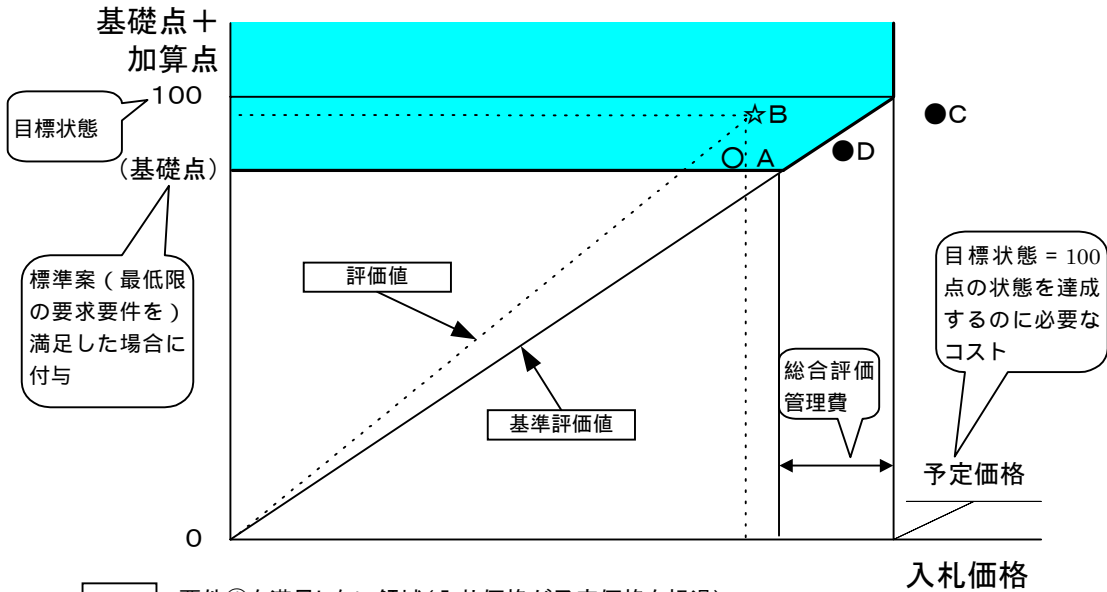 基礎点＋
加算点
100
目標状態
（基礎点）
標準案（最低限
の要求要件を）
満足した場合に
付与
0
評価値
基準評価値
☆B
○ A
●C
●D
総合評価
管理費
目標状態 = 100
点の状態を達成
するのに必要な
コスト
予定価格
入札価格